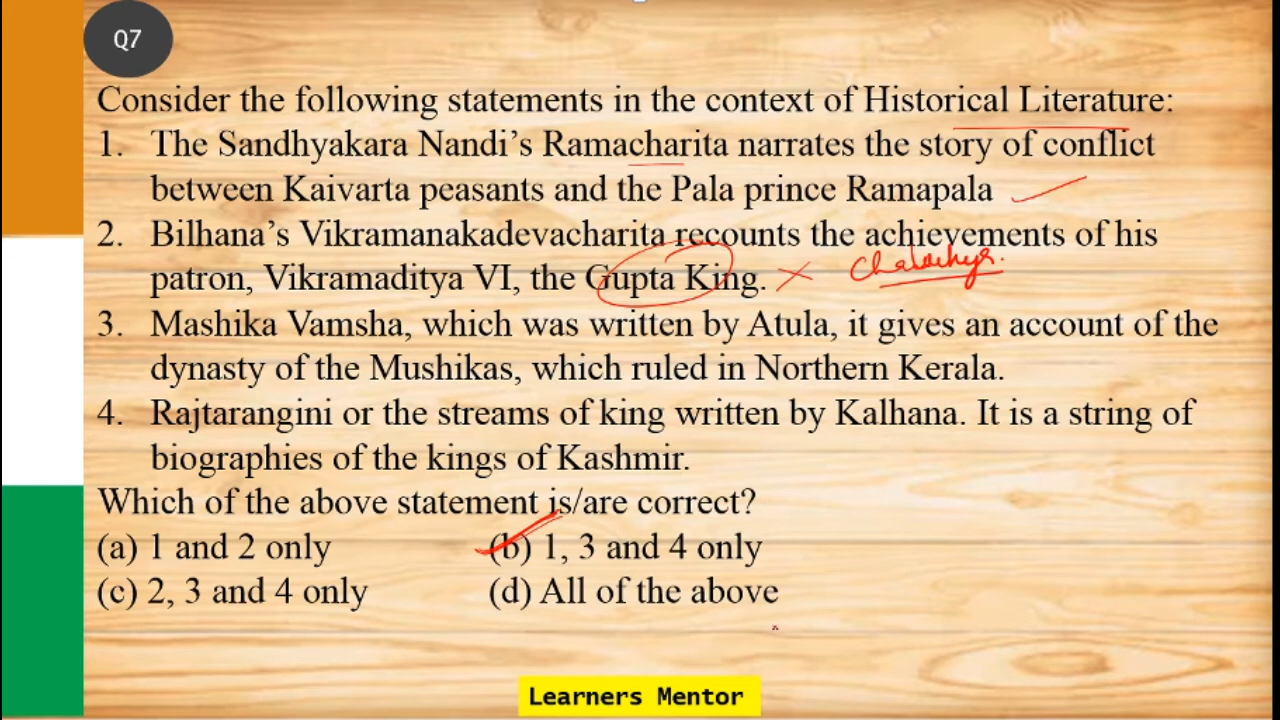 Q7
Consider the following statements in the context of Historical Literature:
1. The Sandhyakara Nandi’s Ramacharita narrates the story of conflict
between Kaivarta peasants and the Pala prince Ramapala
2. Bilhana’s Vikramanakadevacharita recounts the achievements of his
patron, Vikramaditya VI, the Gupta King.
3. Mashika Vamsha, which was written by Atula, it gives an account of the
dynasty of the Mushikas, which ruled in Northern Kerala.
4. Rajtarangini or the streams of king written by Kalhana. It is a string of
biographies of the kings of Kashmir.
Which of the above statement is/are correct?
(a) 1 and 2 only (b) 1, 3 and 4 only
(c) 2, 3 and 4 only (d) All of the above
Learners Mentor